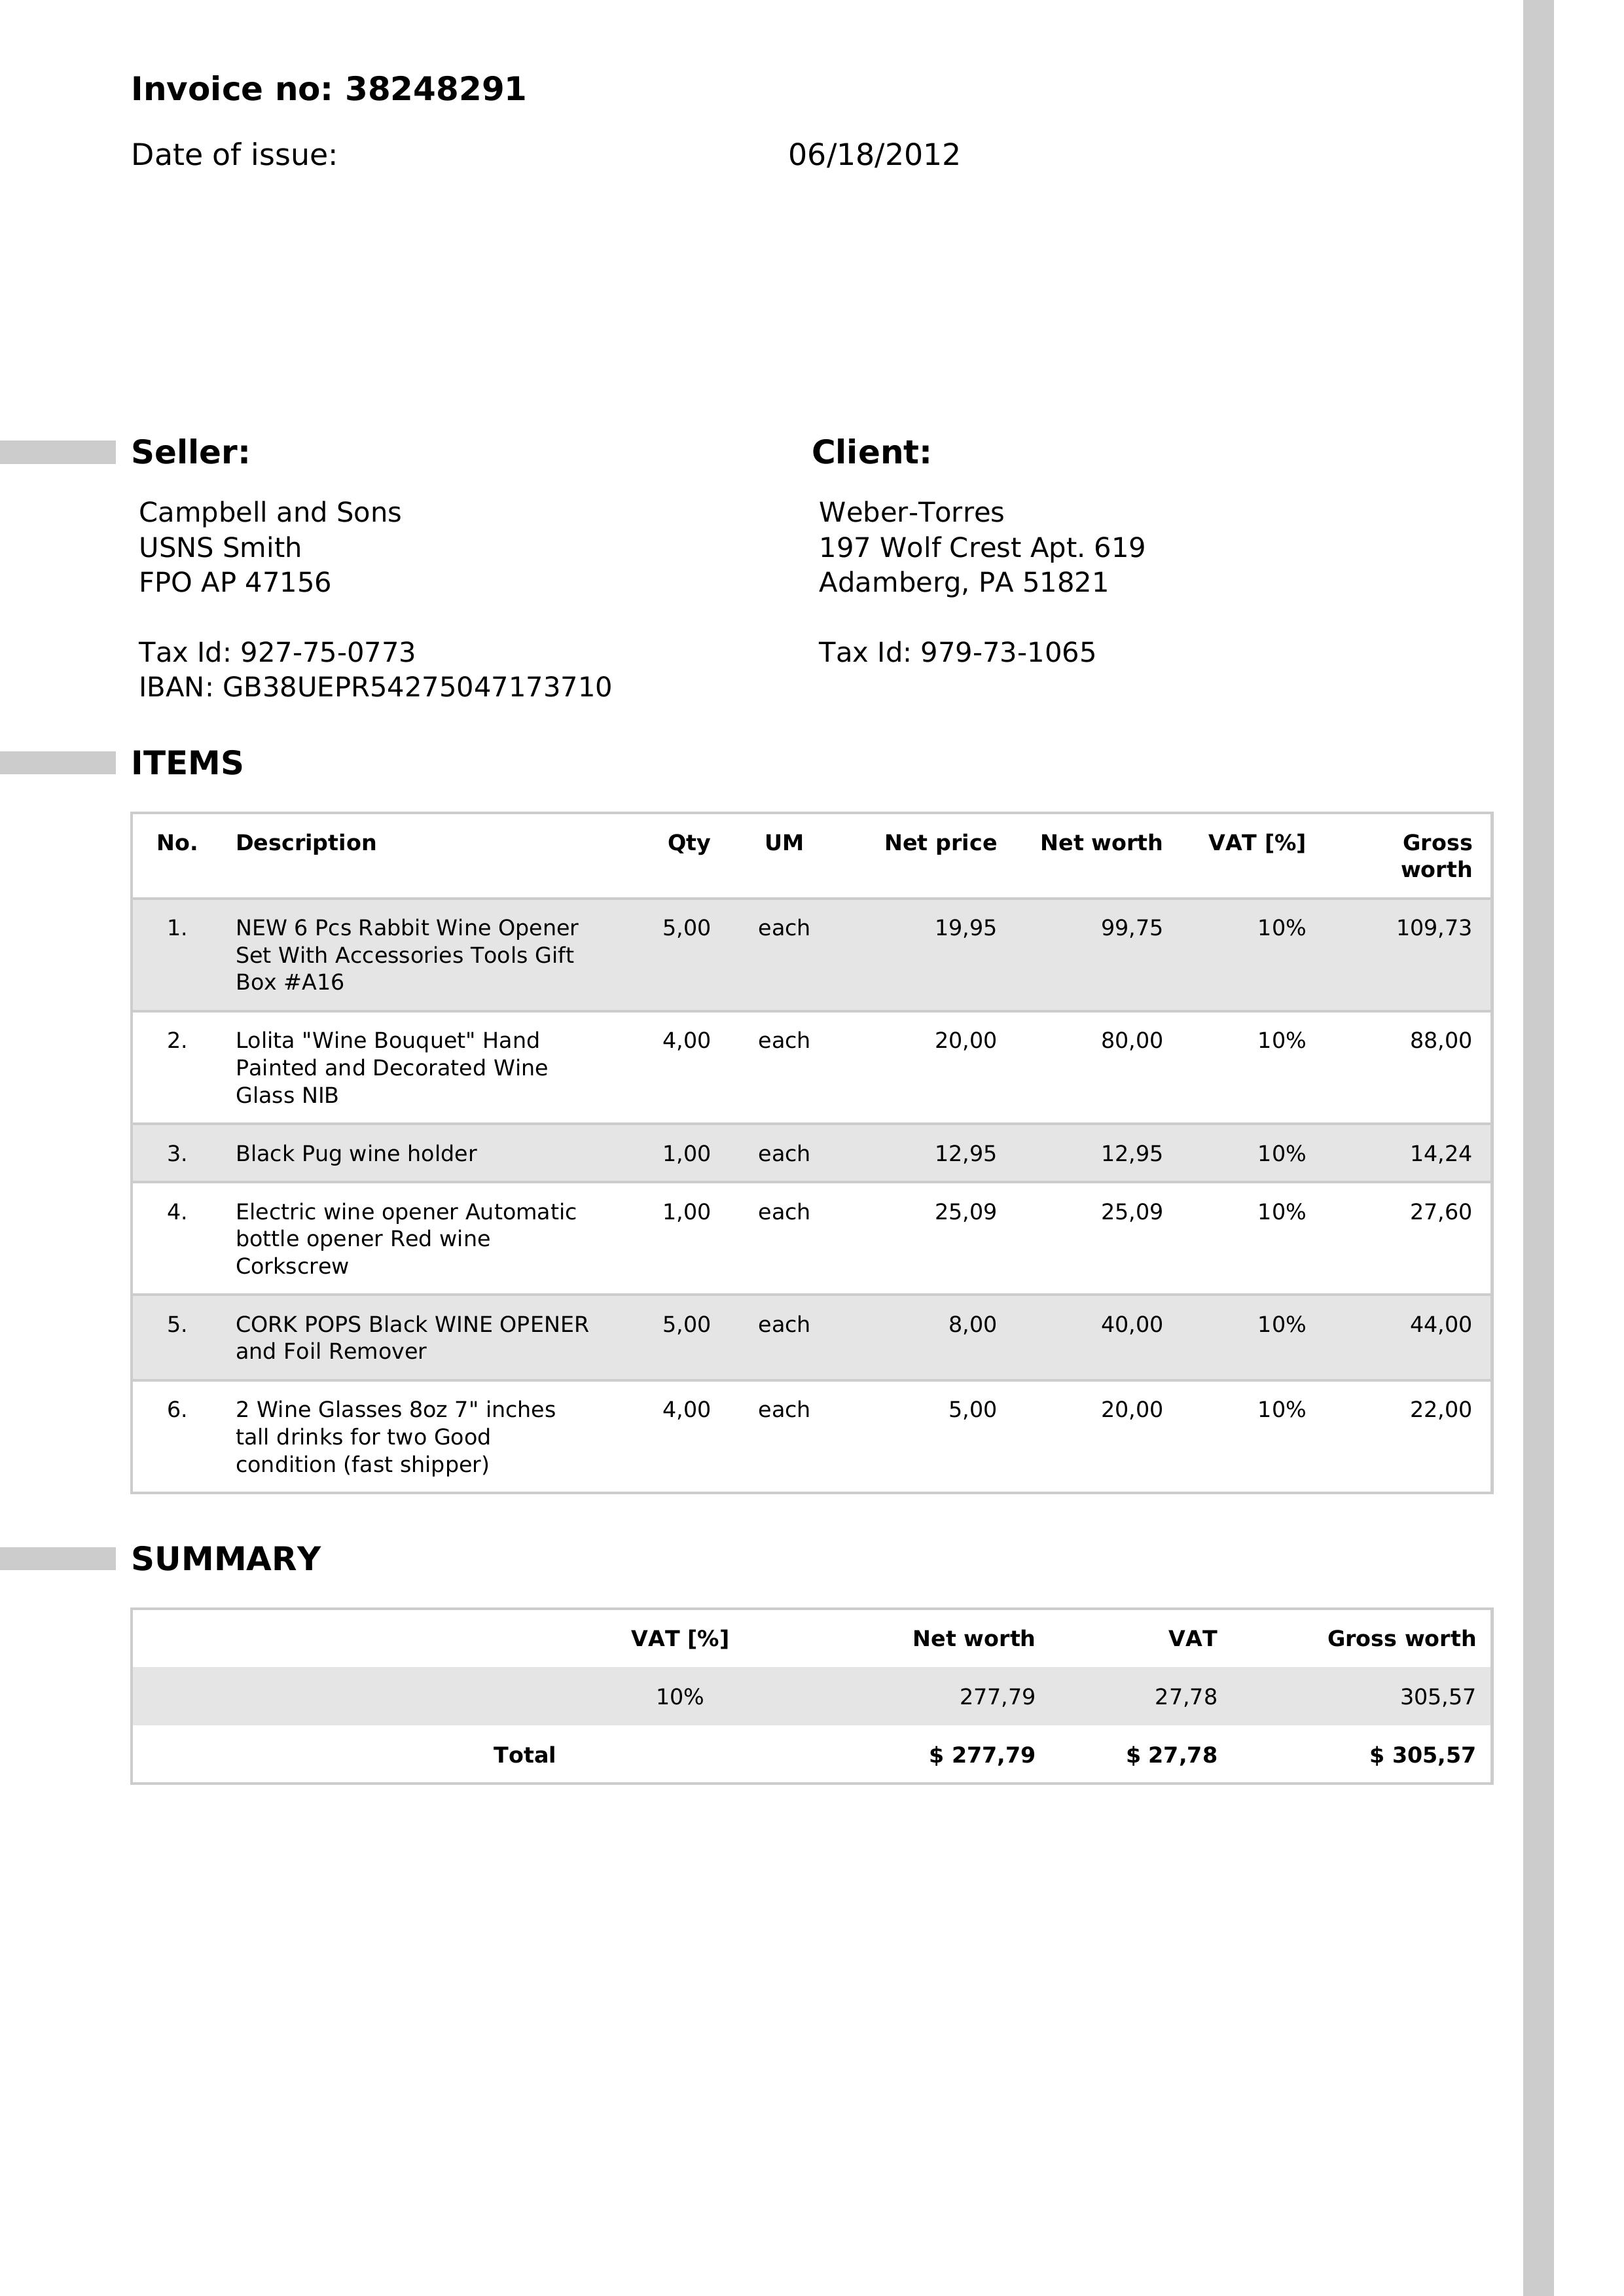 Invoice no: 38248291
Date of issue: 06/18/2012
Seller:
Campbell and Sons
USNS Smith
FPO AP 47156
Tax Id: 927-75-0773
IBAN: GB38UEPR54275047173710
Client:
Weber-Torres
197 Wolf Crest Apt. 619
Adamberg, PA 51821
Tax Id: 979-73-1065
ITEMS
No. Description Qty UM Net price Net worth VAT [%] Gross
worth
1. NEW 6 Pcs Rabbit Wine Opener 5,00 each 19,95 99,75 10% 109,73
Set With Accessories Tools Gift
Box #A16
2. Lolita "Wine Bouquet" Hand 4,00 each 20,00 80,00 10% 88,00
Painted and Decorated Wine
Glass NIB
3. Black Pug wine holder 1,00 each 12,95 12,95 10% 14,24
4. Electric wine opener Automatic 1,00 each 25,09 25,09 10% 27,60
bottle opener Red wine
Corkscrew
5. CORK POPS Black WINE OPENER 5,00 each 8,00 40,00 10% 44,00
and Foil Remover
6. 2 Wine Glasses 8oz 7" inches 4,00 each 5,00 20,00 10% 22,00
tall drinks for two Good
condition (fast shipper)
SUMMARY
VAT [%] Net worth VAT Gross worth
10% 277,79 27,78 305,57
Total $ 277,79 $ 27,78 $ 305,57